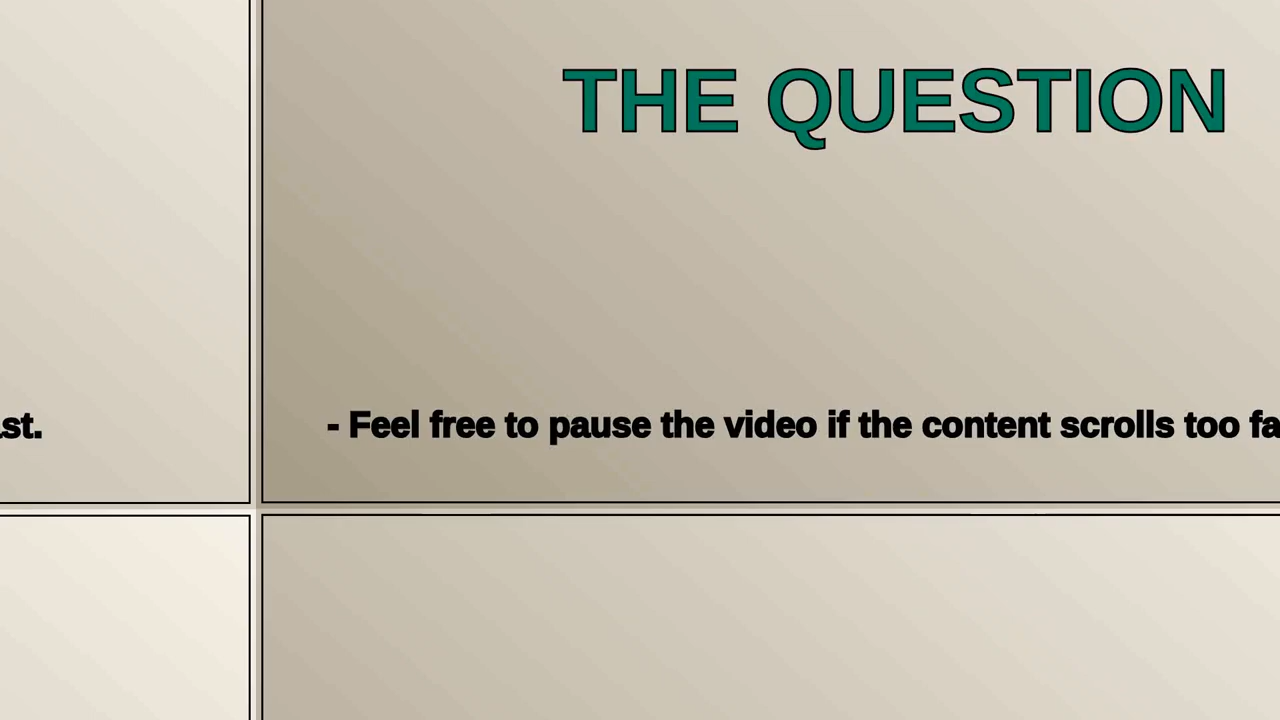 THE QUESTION
st.
- Feel free to pause the video if the content scrolls too fa